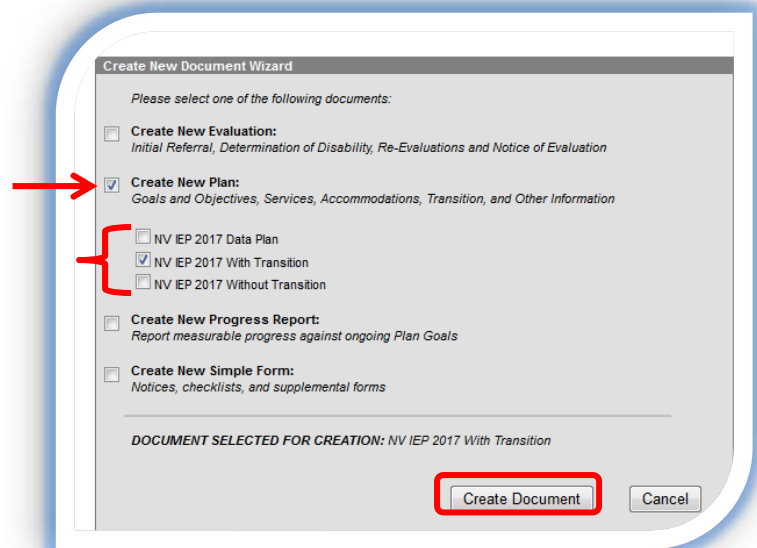 Create New Document Wizard
Please select one of the following documents:
Create New Evaluation:
Initial Referral, Determination of Disability, Re-Evaluations and Notice of Evaluation
Create New Plan:
Goals and Objectives, Services, Accommodations, Transition, and Other Information
NV IEP 2017 Data Plan
NV IEP 2017 With Transition
NV IEP 2017 Without Transition
Create New Progress Report:
Report measurable progress against ongoing Plan Goals
Create New Simple Form:
Notices, checklists, and supplemental forms
DOCUMENT SELECTED FOR CREATION: NV IEP 2017 With Transition
Create Document Cancel